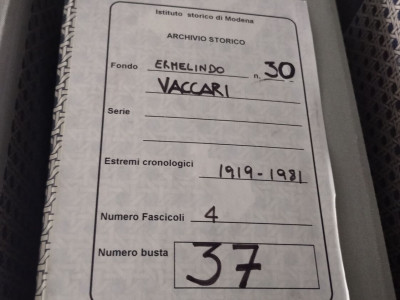 Istituto storico di Modena
ARCHIVIO STORICO
Fondo ERMELINDO n. 30
VACCARI
Serie
Estremi cronologici 1919-1981
Numero Fascicoli 4
Numero busta 37